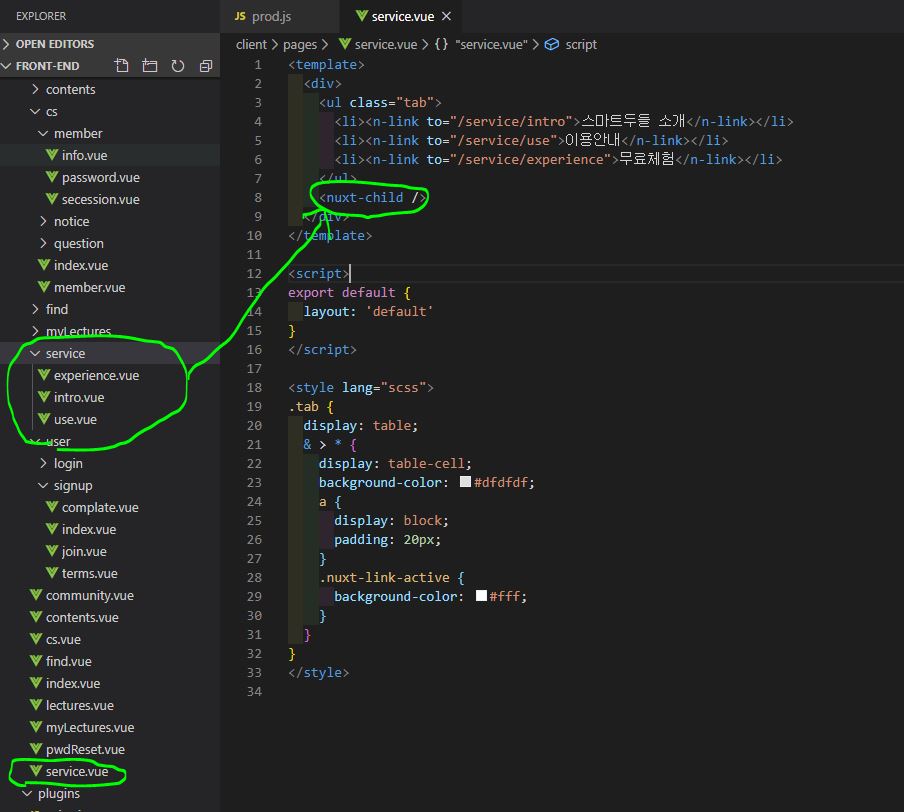 EXPLORER
OPEN EDITORS
FRONT-END
contents
cs
member
info.vue
password.vue
secession.vue
notice
question
index.vue
member.vue
find
myLectures
service
experience.vue
intro.vue
use.vue
user
login
signup
complate.vue
index.vue
join.vue
terms.vue
community.vue
contents.vue
cs.vue
find.vue
index.vue
lectures.vue
myLectures.vue
pwdReset.vue
service.vue
plugins
JS prod.js
service.vue ×
client > pages > service.vue > {} "service.vue" > script
1 <template>
2 <div>
3 <ul class="tab">
4 <li><n-link to="/service/intro">스마트두들 소개</n-link></li>
5 <li><n-link to="/service/use">이용안내</n-link></li>
6 <li><n-link to="/service/experience">무료체험</n-link></li>
7 </ul>
8 <nuxt-child />
9 </div>
10 </template>
11
12 <script>
13 export default {
14 layout: 'default'
15 }
16 </script>
17
18 <style lang="scss">
19 .tab {
20 display: table;
21 & > * {
22 display: table-cell;
23 background-color: #dfdfdf;
24 a {
25 display: block;
26 padding: 20px;
27 }
28 .nuxt-link-active {
29 background-color: #fff;
30 }
31 }
32 }
33 </style>
34